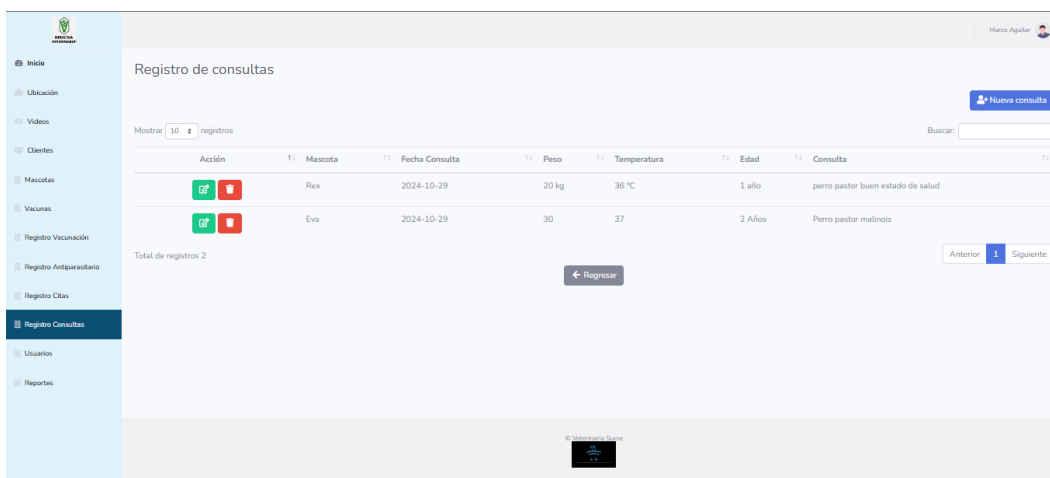 MEDICINA
VETERINARIA
Marco Aguilar
Inicio
Ubicación
Videos
Clientes
Mascotas
Vacunas
Registro Vacunación
Registro Antiparasitario
Registro Citas
Registro Consultas
Usuarios
Reportes
Registro de consultas
Nueva consulta
Mostrar 10 registros
Buscar:
Acción Mascota Fecha Consulta Peso Temperatura Edad Consulta
Rex 2024-10-29 20 kg 36 °C 1 año perro pastor buen estado de salud
Eva 2024-10-29 30 37 2 Años Perro pastor malinois
Total de registros 2
Anterior 1 Siguiente
Regresar
© Veterinaria Sucre